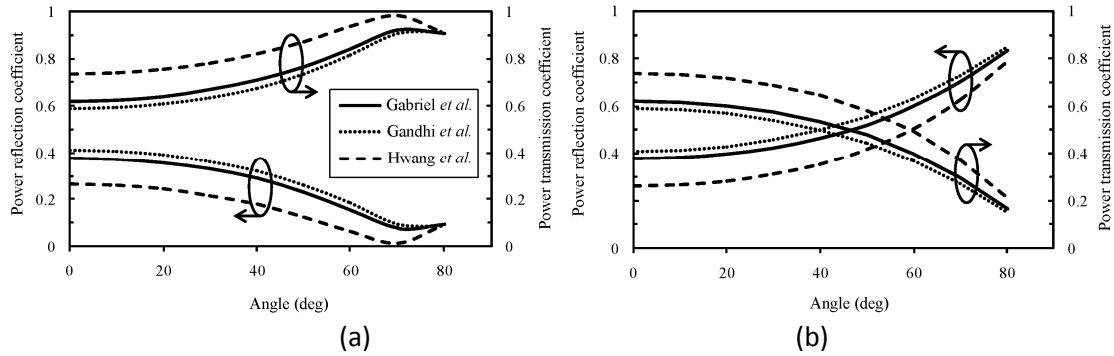 Power reflection coefficient
1
0.8
0.6
0.4
0.2
0
0 20 40 60 80
Angle (deg)
1
0.8
0.6
0.4
0.2
0
Power transmission coefficient
Gabriel et al.
Gandhi et al.
Hwang et al.
(a)
Power reflection coefficient
1
0.8
0.6
0.4
0.2
0
0 20 40 60 80
Angle (deg)
1
0.8
0.6
0.4
0.2
0
Power transmission coefficient
(b)